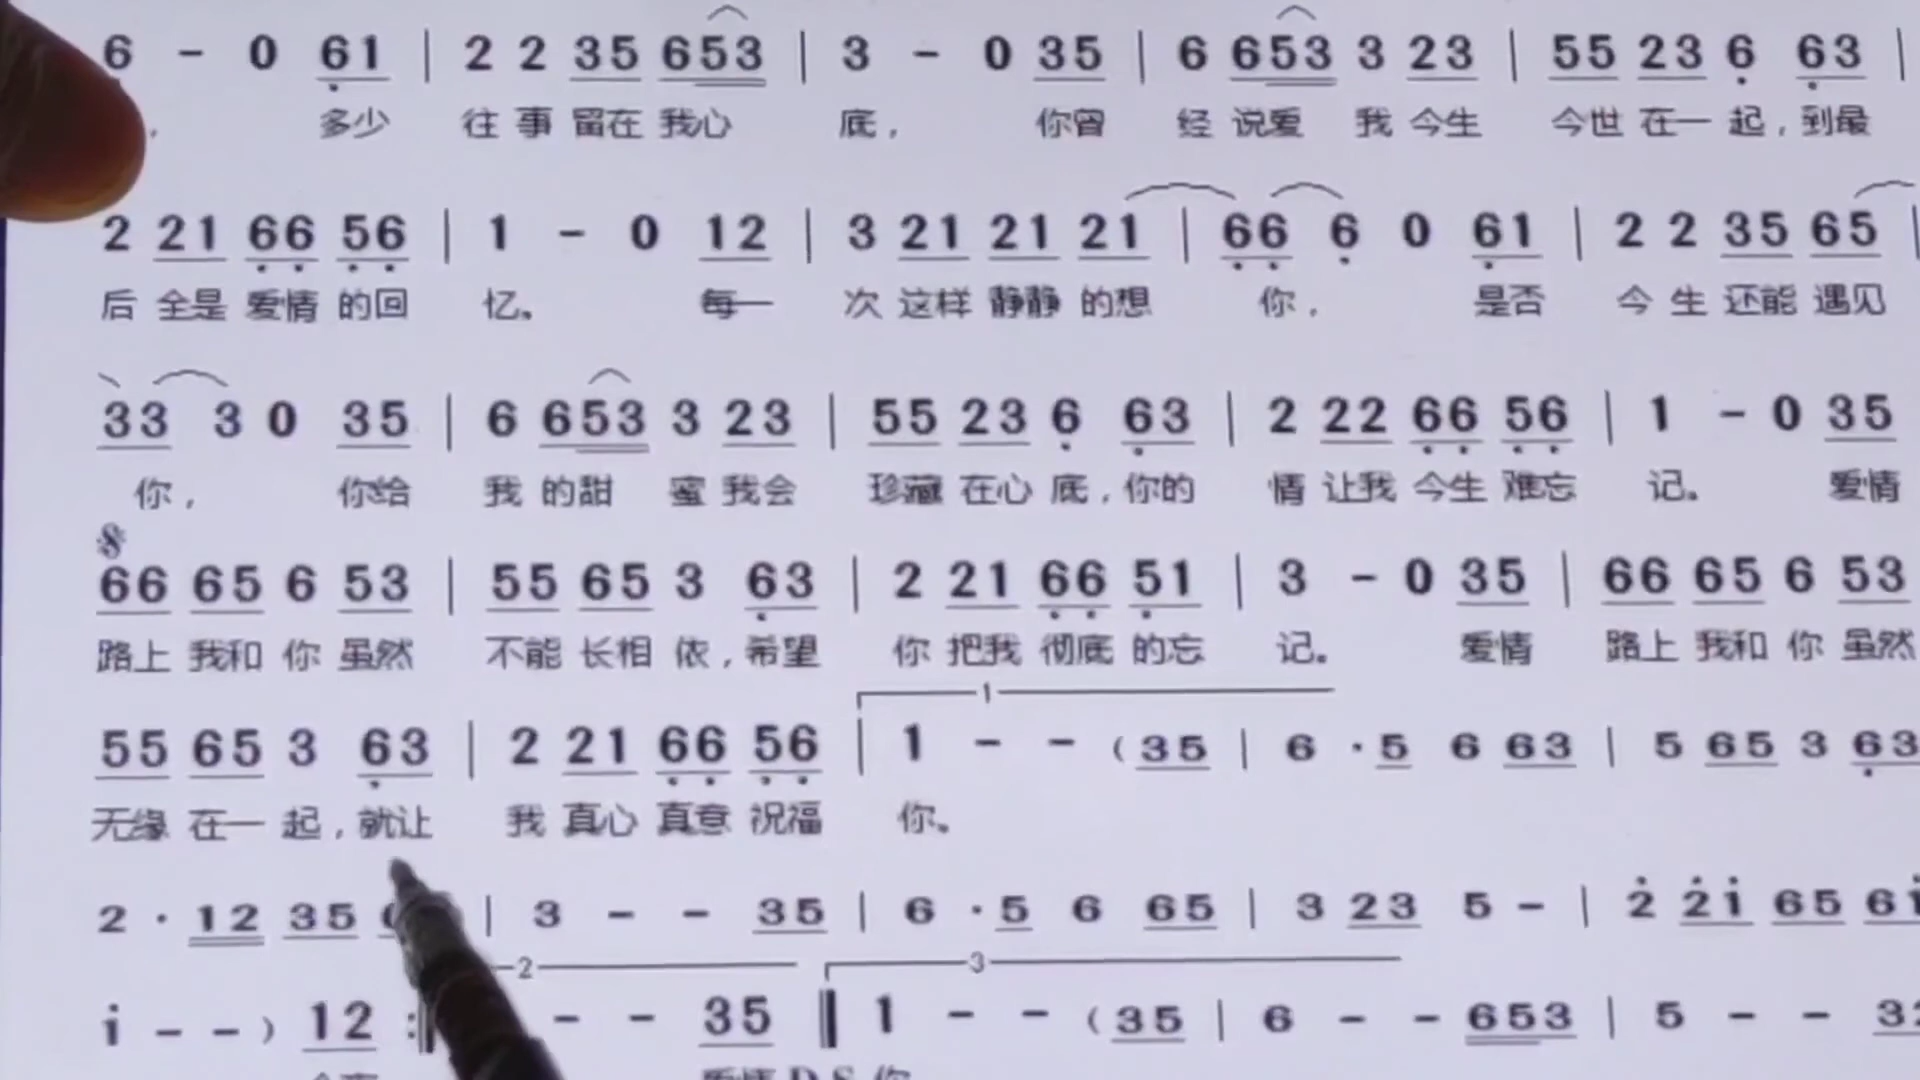 6 - 0 61 | 2 2 35 653 | 3 - 0 35 | 6 653 3 23 | 55 23 6 63 |
, 多少 往 事 留在 我心 底, 你曾 经 说爱 我 今生 今世 在一 起, 到最
2 21 66 56 | 1 - 0 12 | 3 21 21 21 | 66 6 0 61 | 2 2 35 65 |
后 全是 爱情 的回 忆。 每一 次 这样 静静 的想 你, 是否 今 生 还能 遇见
33 3 0 35 | 6 653 3 23 | 55 23 6 63 | 2 22 66 56 | 1 - 0 35
你, 你给 我 的甜 蜜 我会 珍藏 在心 底, 你的 情 让我 今生 难忘 记。 爱情
66 65 6 53 | 55 65 3 63 | 2 21 66 51 | 3 - 0 35 | 66 65 6 53
路上 我和 你 虽然 不能 长相 依, 希望 你 把我 彻底 的忘 记。 爱情 路上 我和 你 虽然
1
55 65 3 63 | 2 21 66 56 | 1 - - (35 | 6 ·5 6 63 | 5 65 3 63
无缘 在一 起, 就让 我 真心 真意 祝福 你。
2 · 12 35 | 3 - - 35 | 6 ·5 6 65 | 3 23 5 - | 2̇ 2̇1̇ 65 61̇
2 3
1̇ - - ) 12 :‖ - - 35 ‖ 1 - - (35 | 6 - - 653 | 5 - - 32
爱情 D.S. 你